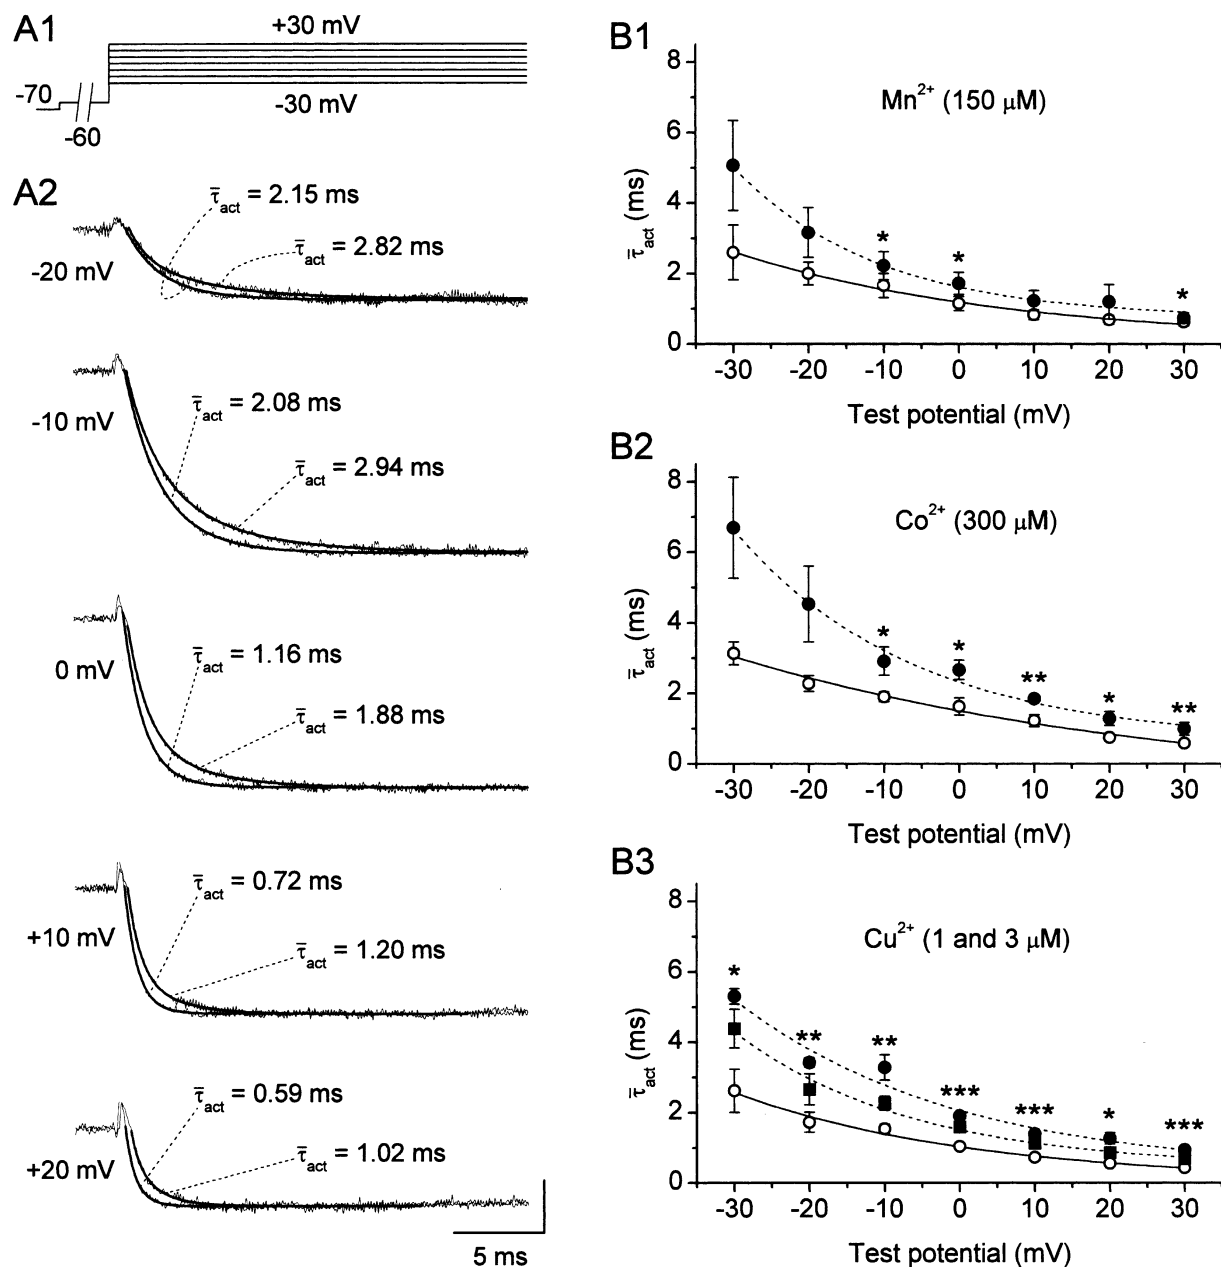 A1
+30 mV
-70
-30 mV
-60
A2
τ̅act = 2.15 ms
τ̅act = 2.82 ms
-20 mV
τ̅act = 2.08 ms
-10 mV
τ̅act = 2.94 ms
τ̅act = 1.16 ms
0 mV
τ̅act = 1.88 ms
τ̅act = 0.72 ms
+10 mV
τ̅act = 1.20 ms
τ̅act = 0.59 ms
τ̅act = 1.02 ms
+20 mV
5 ms
B1
Mn²⁺ (150 μM)
8
6
4
2
0
τ̅act (ms)
* * *
-30 -20 -10 0 10 20 30
Test potential (mV)
B2
Co²⁺ (300 μM)
8
6
4
2
0
τ̅act (ms)
* * ** * **
-30 -20 -10 0 10 20 30
Test potential (mV)
B3
Cu²⁺ (1 and 3 μM)
8
6
4
2
0
τ̅act (ms)
* ** ** *** *** * ***
-30 -20 -10 0 10 20 30
Test potential (mV)